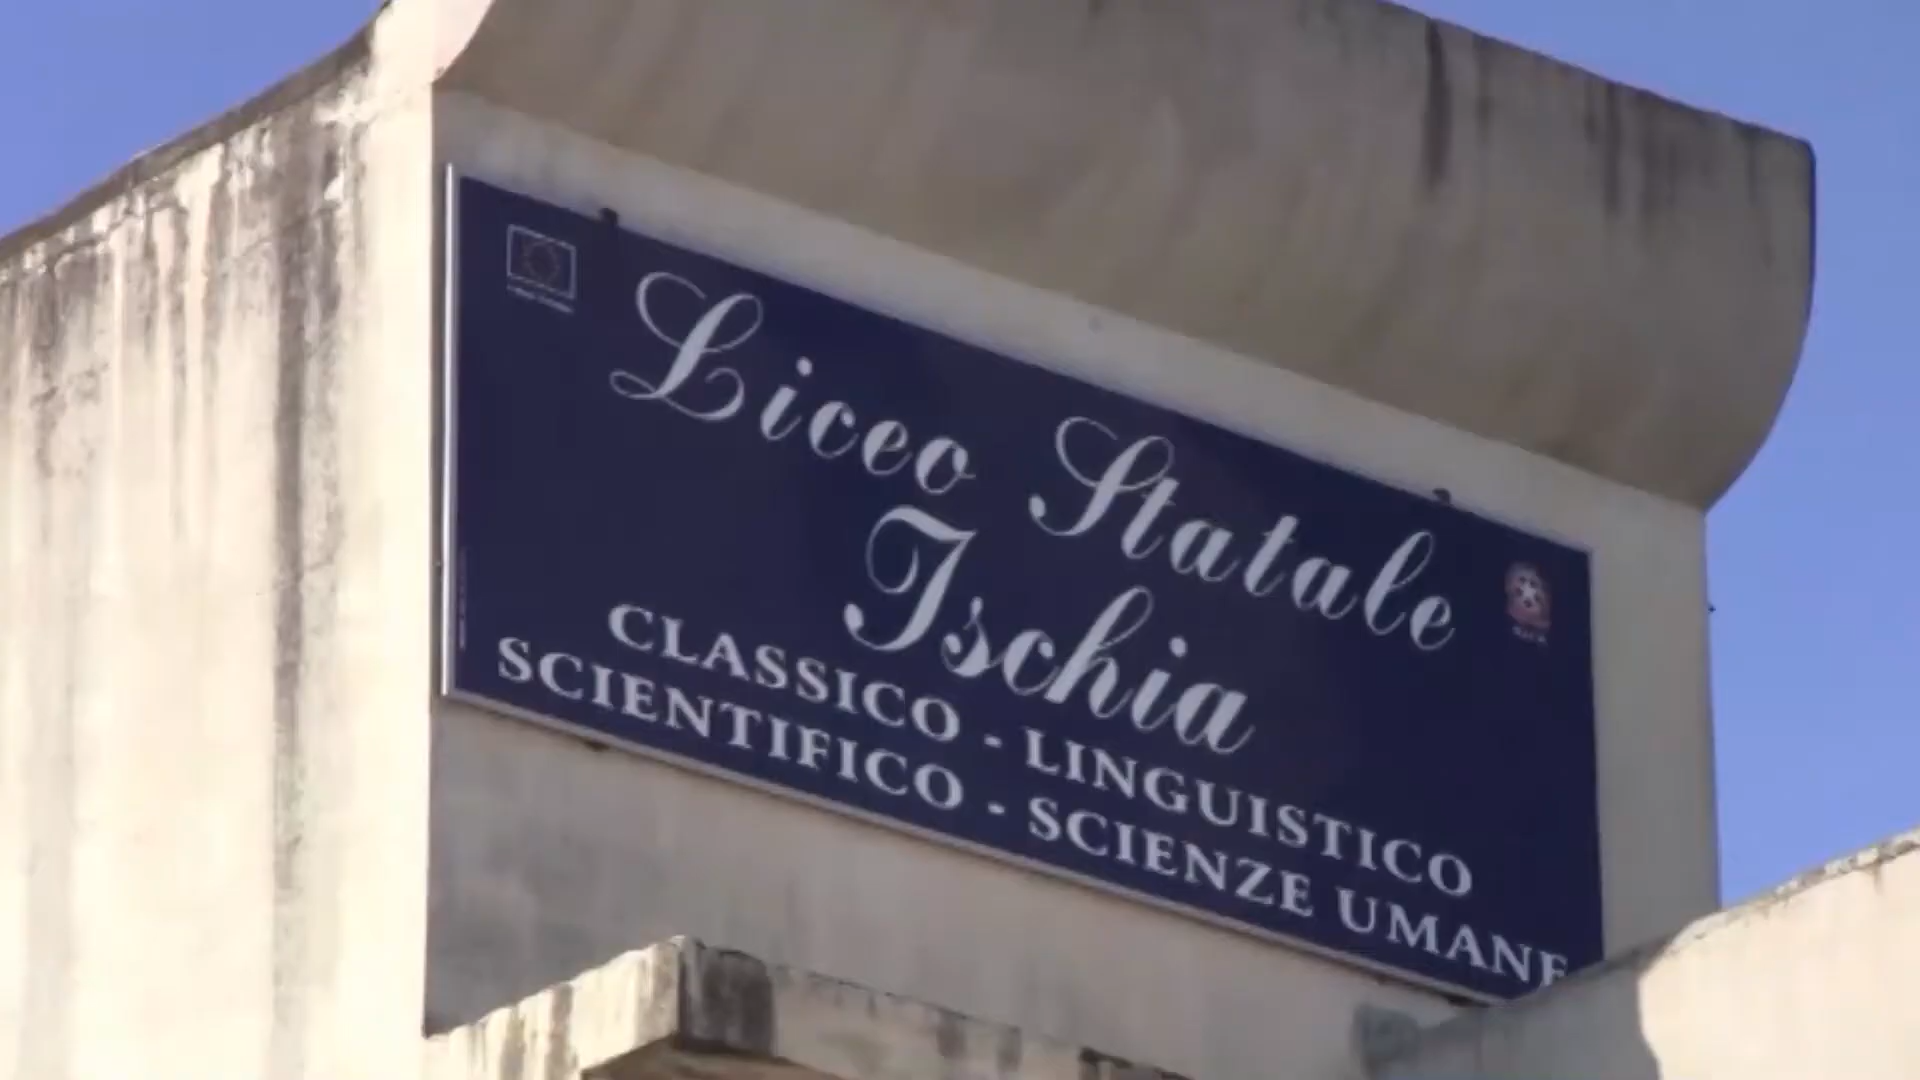 Liceo Statale
Ischia
CLASSICO - LINGUISTICO
SCIENTIFICO - SCIENZE UMANE